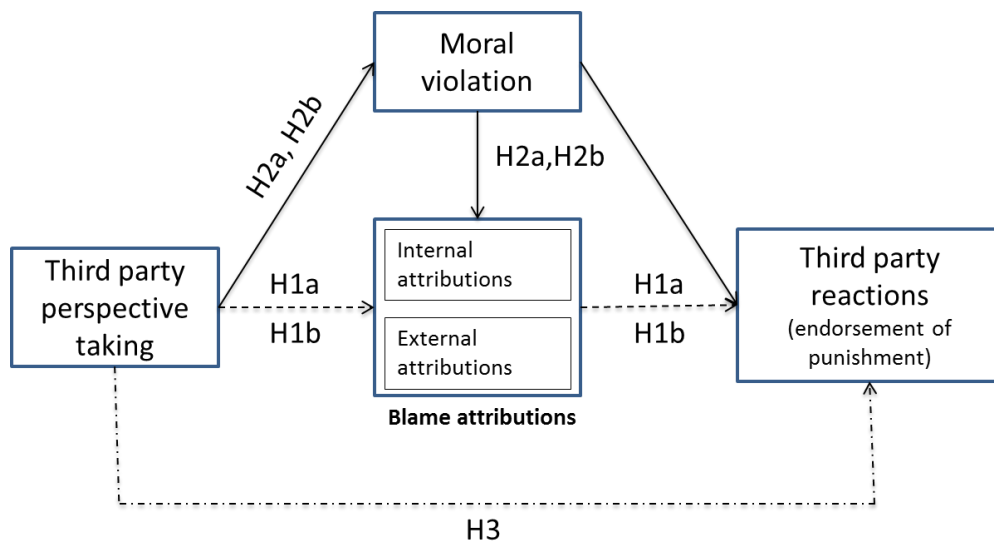 Moral
violation
H2a, H2b
H2a,H2b
Third party
perspective
taking
H1a
H1b
Internal
attributions
External
attributions
Blame attributions
H1a
H1b
Third party
reactions
(endorsement of
punishment)
H3